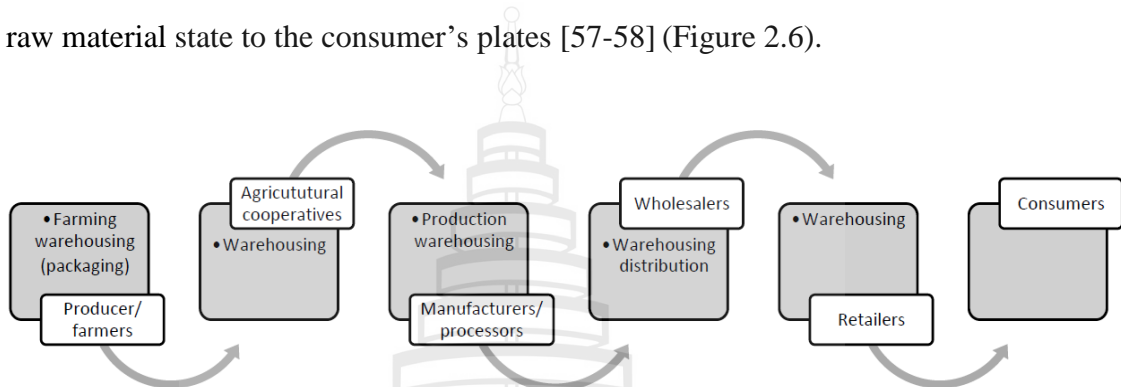 raw material state to the consumer's plates [57-58] (Figure 2.6).
•Farming
warehousing
(packaging)
Producer/
farmers
Agricututural
cooperatives
•Warehousing
•Production
warehousing
Manufacturers/
processors
Wholesalers
•Warehousing
distribution
•Warehousing
Retailers
Consumers